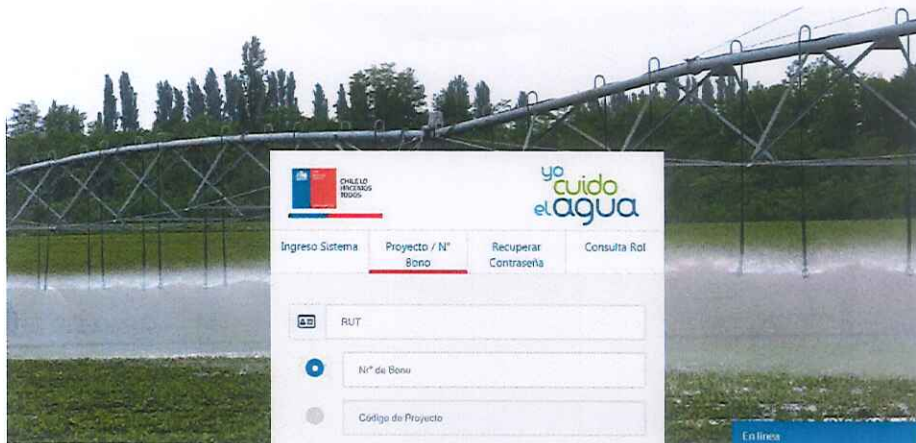 CHILE LO
HACEMOS
TODOS
yo
cuido
el agua
Ingreso Sistema
Proyecto / N°
Bono
Recuperar
Contraseña
Consulta Rol
RUT
Nr° de Bono
Código de Proyecto
En línea